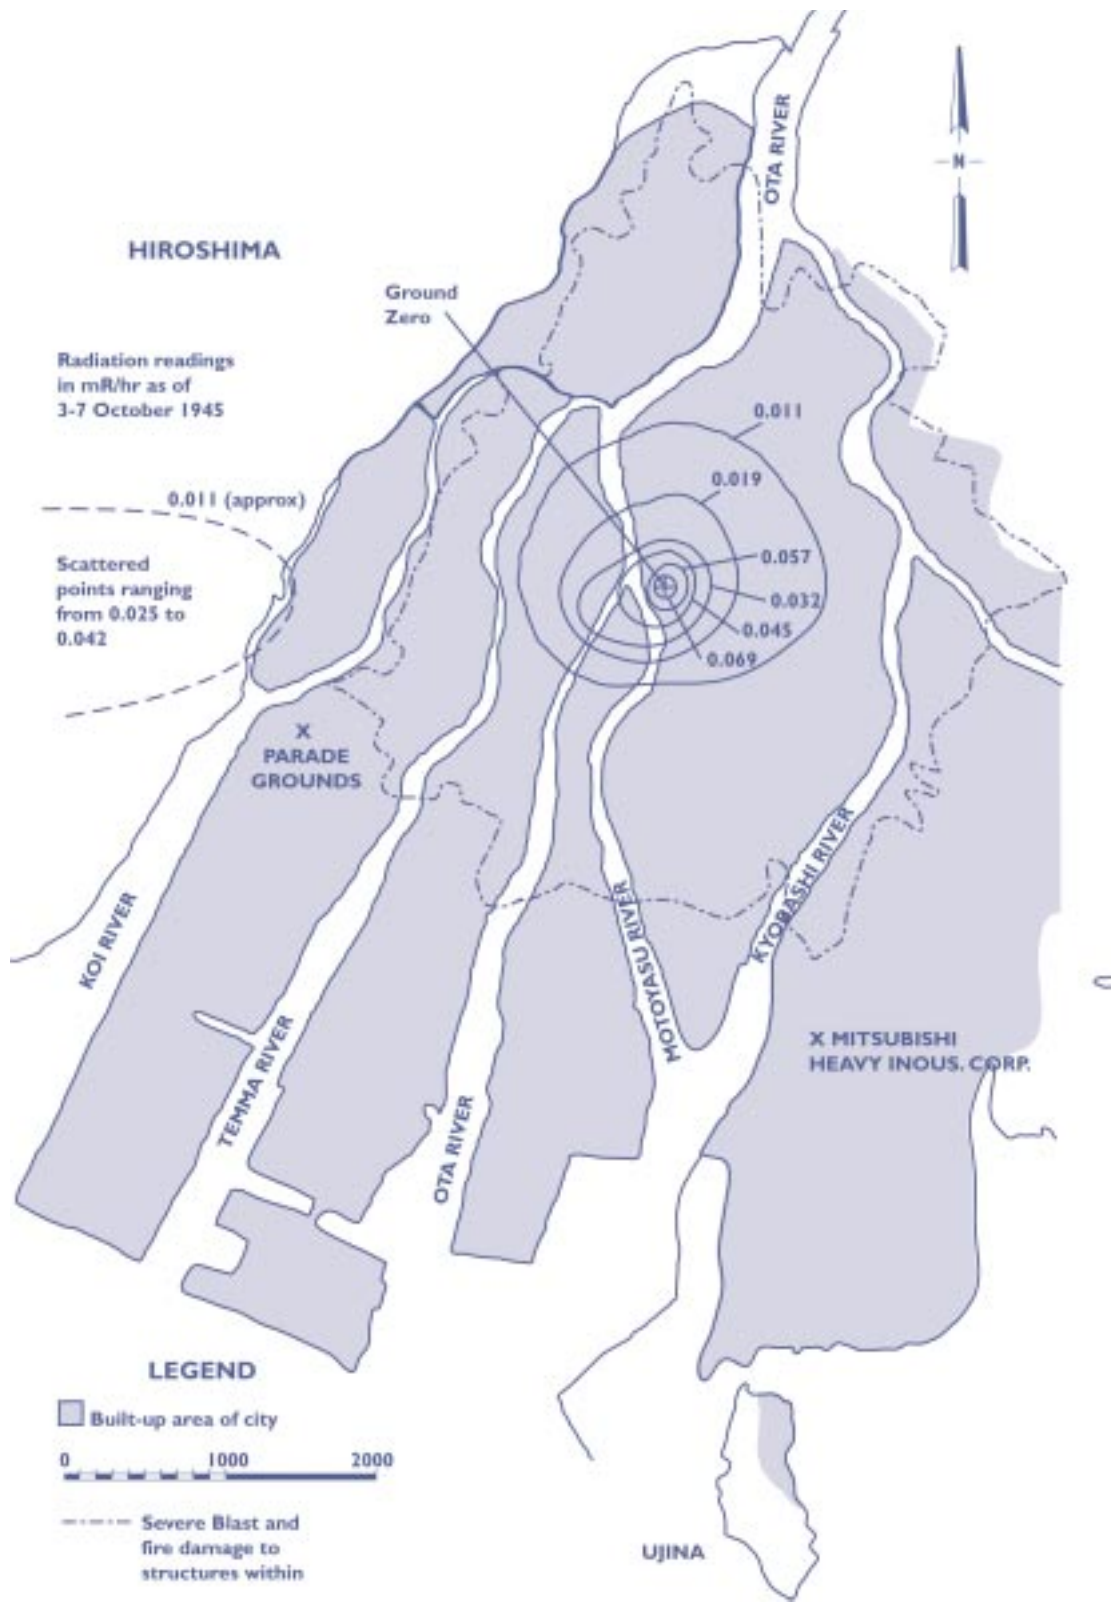 OTA RIVER
N
HIROSHIMA
Ground
Zero
Radiation readings
in mR/hr as of
3-7 October 1945
0.011
0.019
0.011 (approx)
0.057
Scattered
points ranging
from 0.025 to
0.042
0.032
0.045
0.069
X
PARADE
GROUNDS
KYOBASHI RIVER
KOI RIVER
MOTOYASU RIVER
TEMMA RIVER
OTA RIVER
X MITSUBISHI
HEAVY INOUS. CORP.
LEGEND
Built-up area of city
0 1000 2000
Severe Blast and
fire damage to
structures within
UJINA